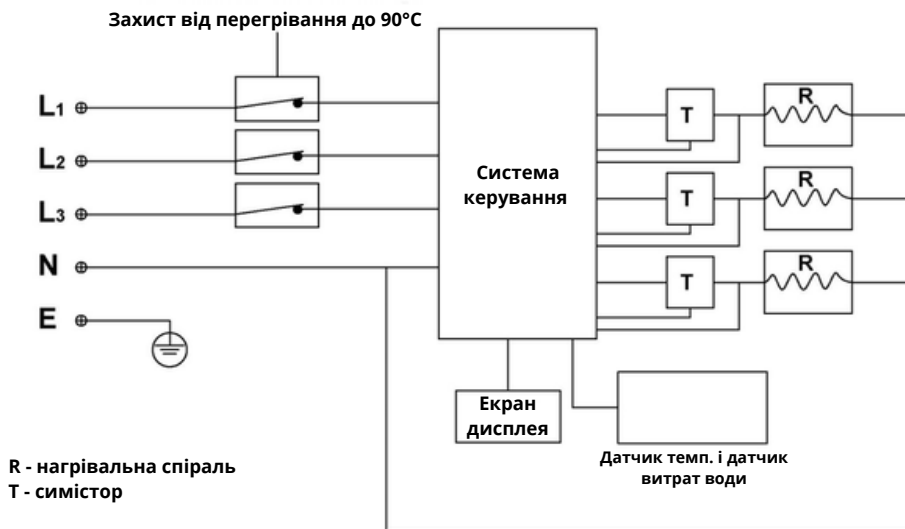 Захист від перегрівання до 90°C
L1
L2
L3
N
E
Система
керування
T
R
T
R
T
R
Екран
дисплея
Датчик темп. і датчик
витрат води
R - нагрівальна спіраль
Т - симістор